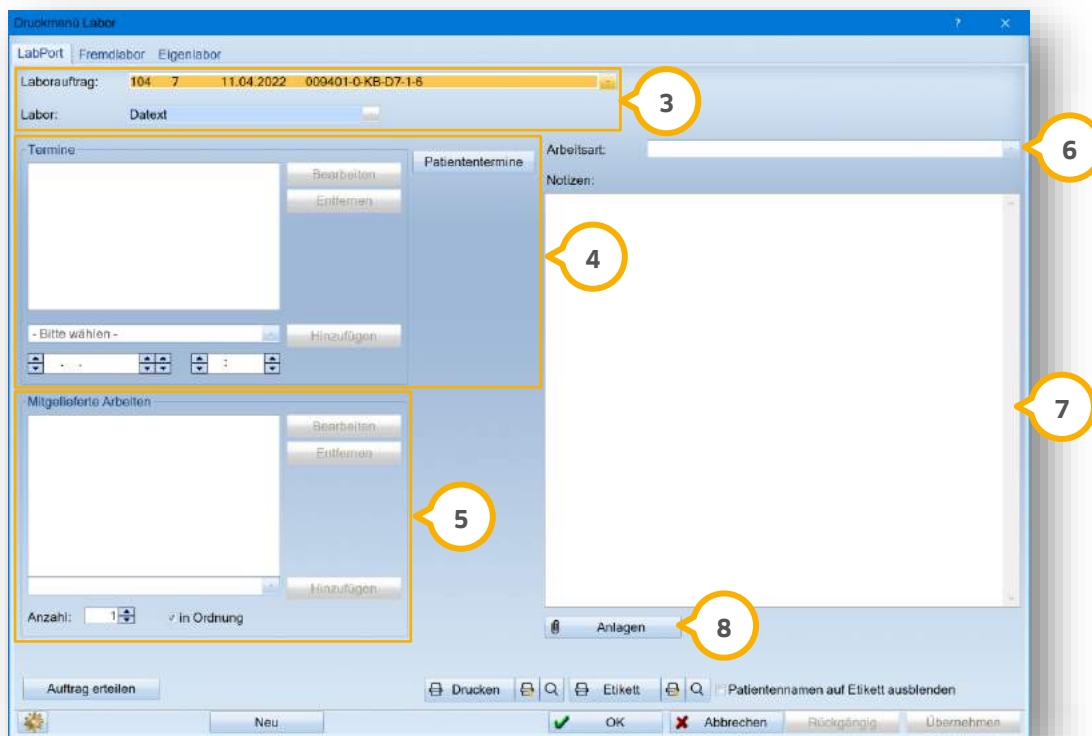 Druckmenü Labor ? ×
LabPort Fremdlabor Eigenlabor
Laborauftrag: 104 7 11.04.2022 009401-0-KB-D7-1-6
3
Labor: Datext
Termine
Patiententermine
Arbeitsart:
6
Bearbeiten
Notizen:
Entfernen
4
- Bitte wählen -
Hinzufügen
. . :
Mitgelieferte Arbeiten
7
Bearbeiten
Entfernen
5
Hinzufügen
Anzahl: 1 in Ordnung
Anlagen
8
Auftrag erteilen Drucken Etikett Patientennamen auf Etikett ausblenden
Neu OK Abbrechen Rückgängig Übernehmen